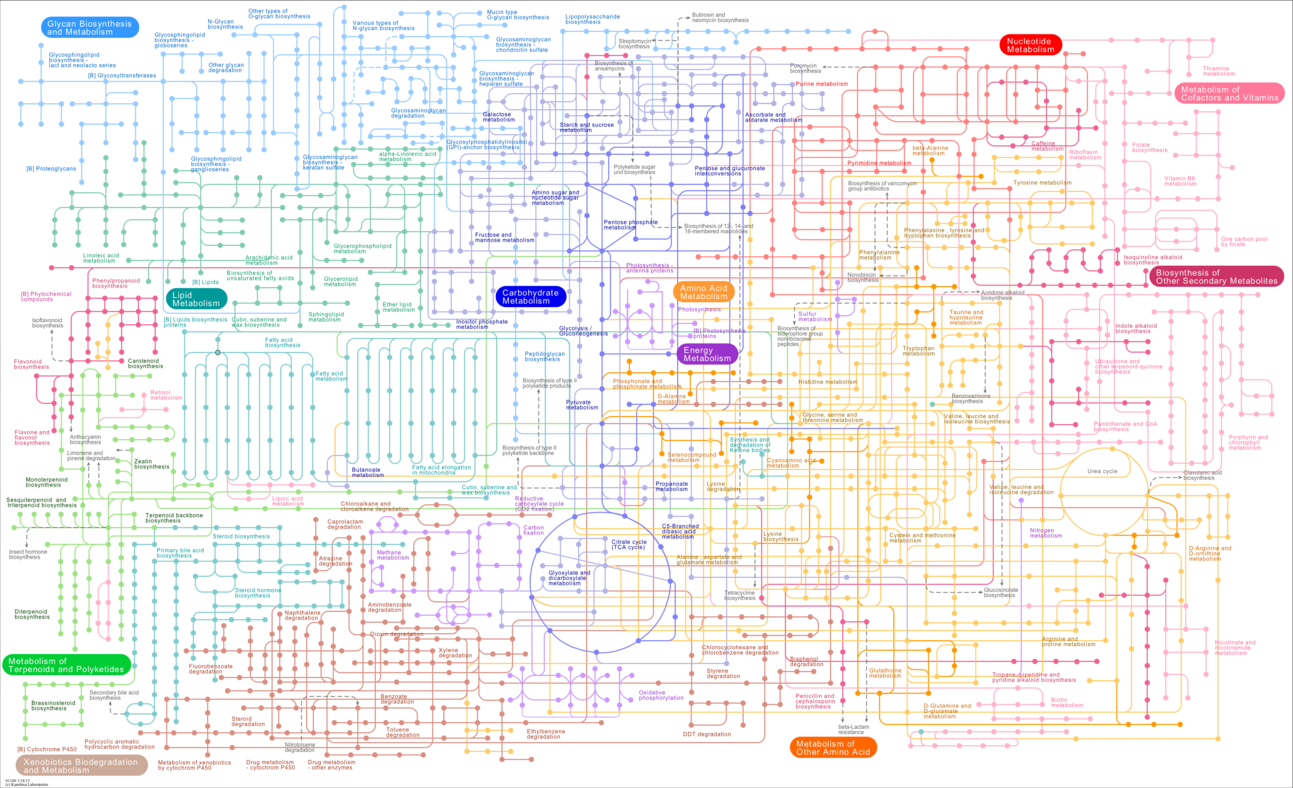 Glycan Biosynthesis
and Metabolism
Other types of
O-glycan biosynthesis
N-Glycan
biosynthesis
Various types of
N-glycan biosynthesis
Mucin type
O-glycan biosynthesis
Lipopolysaccharide
biosynthesis
Butirosin and
neomycin biosynthesis
Glycosphingolipid
biosynthesis -
globoseries
Glycosaminoglycan
biosynthesis -
chondroitin sulfate
Streptomycin
biosynthesis
Nucleotide
Metabolism
Glycosphingolipid
biosynthesis -
lact and neolacto series
[B] Glycosyltransferases
Other glycan
degradation
Glycosaminoglycan
biosynthesis -
heparan sulfate
Biosynthesis of
ansamycins
Puromycin
biosynthesis
Purine metabolism
Thiamine
metabolism
Metabolism of
Cofactors and Vitamins
Glycosaminoglycan
degradation
Galactose
metabolism
Starch and sucrose
metabolism
Ascorbate and
aldarate metabolism
Glycosylphosphatidylinositol
(GPI)-anchor biosynthesis
Caffeine
metabolism
Riboflavin
metabolism
Folate
biosynthesis
beta-Alanine
metabolism
[B] Proteoglycans
Glycosphingolipid
biosynthesis -
ganglioseries
Glycosaminoglycan
biosynthesis -
keratan sulfate
alpha-Linolenic acid
metabolism
Polyketide sugar
unit biosynthesis
Pentose and glucuronate
interconversions
Pyrimidine metabolism
Biosynthesis of vancomycin
group antibiotics
Tyrosine metabolism
Vitamin B6
metabolism
Amino sugar and
nucleotide sugar
metabolism
Pentose phosphate
metabolism
Biosynthesis of 12-, 14- and
16-membered macrolides
Phenylalanine , tyrosine and
tryptophan biosynthesis
Fructose and
mannose metabolism
One carbon pool
by folate
Glycerophospholipid
metabolism
Linoleic acid
metabolism
Arachidonic acid
metabolism
Phenylalanine
metabolism
Isoquinoline alkaloid
biosynthesis
Biosynthesis of
Other Secondary Metabolites
Photosynthesis -
antenna proteins
Novobiocin
biosynthesis
Phenylpropanoid
biosynthesis
[B] Lipids
Biosynthesis of
unsaturated fatty acids
Glycerolipid
metabolism
[B] Phytochemical
compounds
Lipid
Metabolism
Carbohydrate
Metabolism
Amino Acid
Metabolism
Acridone alkaloid
biosynthesis
Ether lipid
metabolism
Photosynthesis
Sulfur
metabolism
Taurine and
hypotaurine
metabolism
Isoflavonoid
biosynthesis
[B] Lipids biosynthesis
proteins
Cutin, suberine and
wax biosynthesis
Sphingolipid
metabolism
Inositol phosphate
metabolism
Glycolysis /
Gluconeogenesis
[B] Photosynthesis
proteins
Biosynthesis of
siderophore group
nonribosomal
peptides
Indole alkaloid
biosynthesis
Fatty acid
biosynthesis
Energy
Metabolism
Tryptophan
metabolism
Flavonoid
biosynthesis
Carotenoid
biosynthesis
Peptidoglycan
biosynthesis
Ubiquinone and
other terpenoid-quinone
biosynthesis
Fatty acid
metabolism
Biosynthesis of type II
polyketide products
Phosphonate and
phosphinate metabolism
Histidine metabolism
Retinol
metabolism
D-Alanine
metabolism
Benzoxazinone
biosynthesis
Pyruvate
metabolism
Glycine, serine and
threonine metabolism
Valine, leucine and
isoleucine biosynthesis
Pantothenate and CoA
biosynthesis
Flavone and
flavonol
biosynthesis
Anthocyanin
biosynthesis
Limonene and
pinene degradation
Zeatin
biosynthesis
Biosynthesis of type II
polyketide backbone
Synthesis and
degradation of
Ketone bodies
Porphyrin and
chlorophyll
metabolism
Selenocompound
metabolism
Cyanoamino acid
metabolism
Butanoate
metabolism
Fatty acid elongation
in mitochondria
Urea cycle
Clavulanic acid
biosynthesis
Monoterpenoid
biosynthesis
Cutin, suberine and
wax biosynthesis
Propanoate
metabolism
Lysine
degradation
Valine, leucine and
isoleucine degradation
Sesquiterpenoid and
triterpenoid biosynthesis
Lipoic acid
metabolism
Chloroalkane and
chloroalkene degradation
Reductive
carboxylate cycle
(CO2 fixation)
Terpenoid backbone
biosynthesis
Caprolactam
degradation
Carbon
fixation
C5-Branched
dibasic acid
metabolism
Steroid biosynthesis
Lysine
biosynthesis
Cystein and methionine
metabolism
Nitrogen
metabolism
Insect hormone
biosynthesis
Primary bile acid
biosynthesis
Atrazine
degradation
Methane
metabolism
Citrate cycle
(TCA cycle)
Alanine , aspartate and
glutamate metabolism
D-Arginine and
D-ornithine
metabolism
Glyoxylate and
dicarboxylate
metabolism
Steroid hormone
biosynthesis
Tetracycline
biosynthesis
Glucosinolate
biosynthesis
Diterpenoid
biosynthesis
Naphthalene
degradation
Aminobenzoate
degradation
Dioxin degradation
Arginine and
proline metabolism
Nicotinate and
nicotinamide
metabolism
Xylene
degradation
Chlorocyclohexane and
chlorobenzene degradation
Metabolism of
Terpenoids and Polyketides
Fluorobenzoate
degradation
Styrene
degradation
Bisphenol
degradation
Glutathione
metabolism
Tropane, piperidine and
pyridine alkaloid biosynthesis
Secondary bile acid
biosynthesis
Benzoate
degradation
Oxidative
phosphorylation
Penicillin and
cephalosporin
biosynthesis
Biotin
metabolism
Brassinosteroid
biosynthesis
Steroid
degradation
Toluene
degradation
D-Glutamine and
D-glutamate
metabolism
beta-Lactam
resistance
Ethylbenzene
degradation
DDT degradation
[B] Cytochrome P450
Polycyclic aromatic
hydrocarbon degradation
Nitrotoluene
degradation
Metabolism of
Other Amino Acid
Xenobiotics Biodegradation
and Metabolism
Metabolism of xenobiotics
by cytochrom P450
Drug metabolism
- cytochrom P450
Drug metabolism
- other enzymes
(c) Kanehisa Laboratories